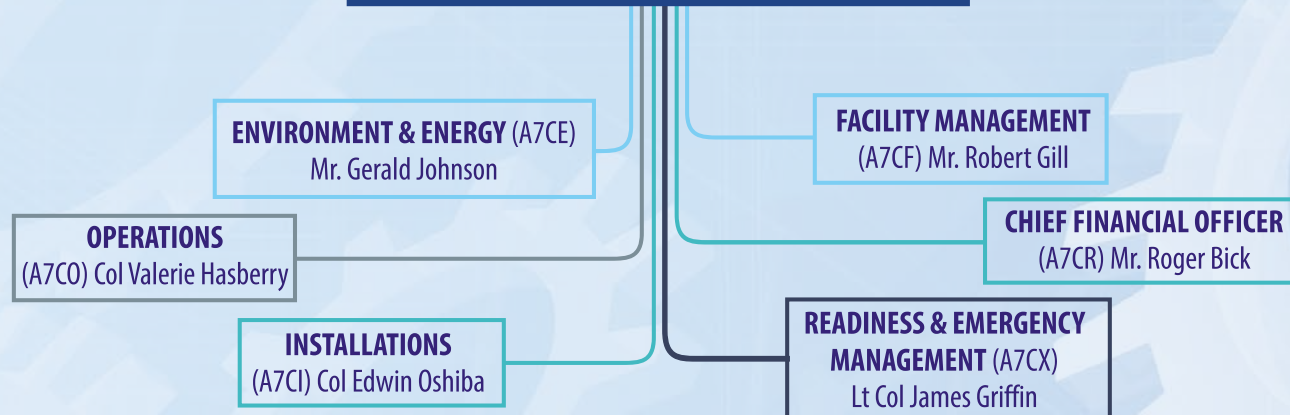 ENVIRONMENT & ENERGY (A7CE)
Mr. Gerald Johnson
FACILITY MANAGEMENT
(A7CF) Mr. Robert Gill
OPERATIONS
(A7CO) Col Valerie Hasberry
CHIEF FINANCIAL OFFICER
(A7CR) Mr. Roger Bick
INSTALLATIONS
(A7CI) Col Edwin Oshiba
READINESS & EMERGENCY
MANAGEMENT (A7CX)
Lt Col James Griffin